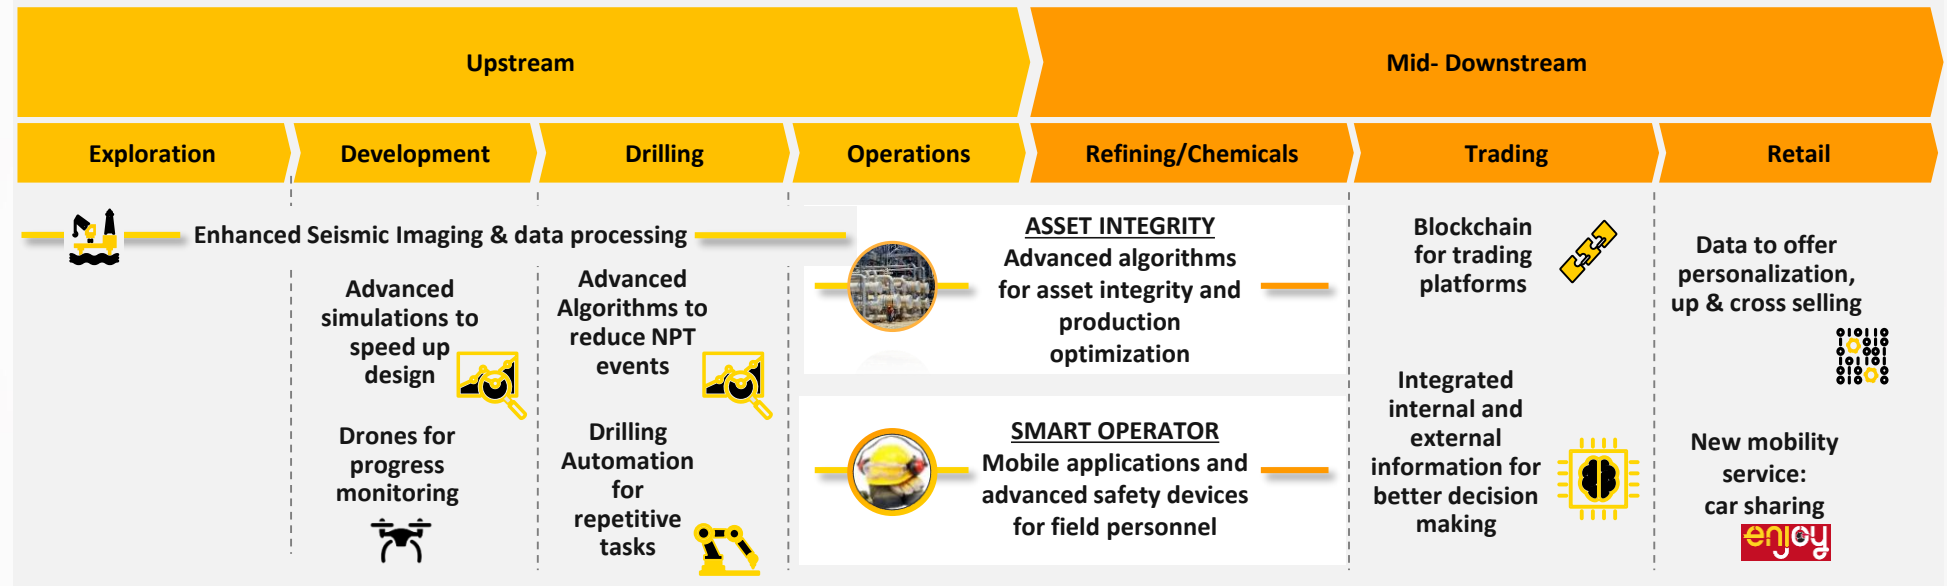 Upstream
Mid- Downstream
Exploration
Development
Drilling
Operations
Refining/Chemicals
Trading
Retail
Enhanced Seismic Imaging & data processing
Advanced
simulations to
speed up
design
Drones for
progress
monitoring
Advanced
Algorithms to
reduce NPT
events
Drilling
Automation
for
repetitive
tasks
ASSET INTEGRITY
Advanced algorithms
for asset integrity and
production
optimization
SMART OPERATOR
Mobile applications and
advanced safety devices
for field personnel
Blockchain
for trading
platforms
Integrated
internal and
external
information for
better decision
making
Data to offer
personalization,
up & cross selling
New mobility
service:
car sharing
enjoy